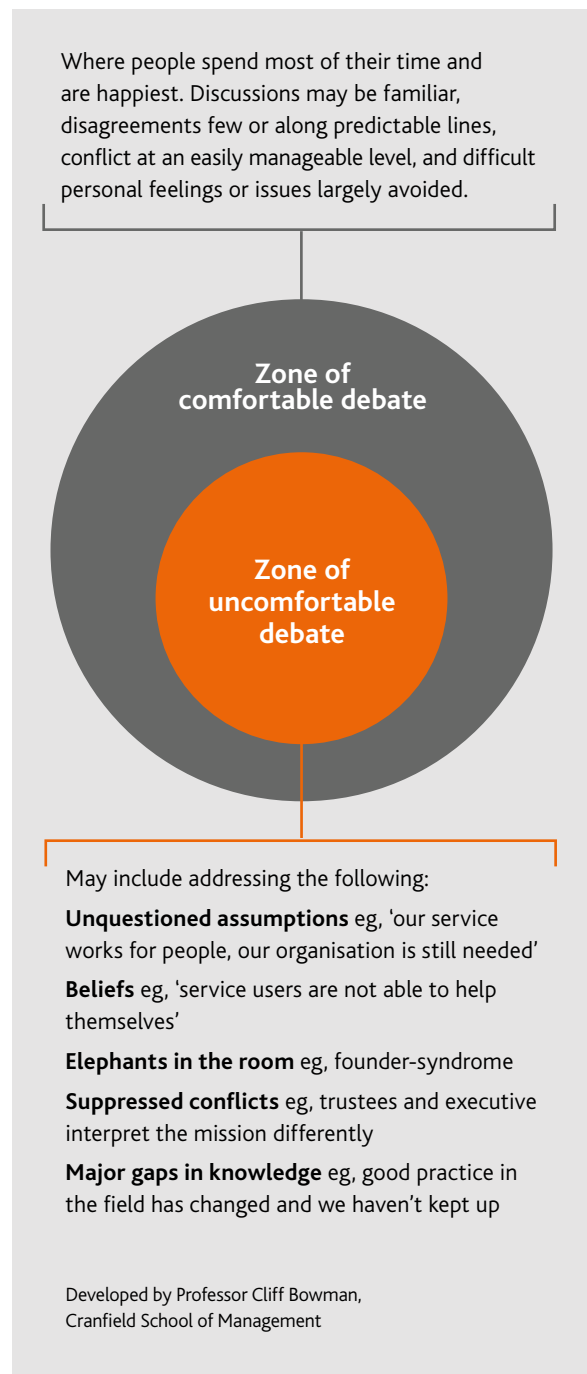 Where people spend most of their time and
are happiest. Discussions may be familiar,
disagreements few or along predictable lines,
conflict at an easily manageable level, and difficult
personal feelings or issues largely avoided.
Zone of
comfortable debate
Zone of
uncomfortable
debate
May include addressing the following:
Unquestioned assumptions eg, ‘our service
works for people, our organisation is still needed’
Beliefs eg, ‘service users are not able to help
themselves’
Elephants in the room eg, founder-syndrome
Suppressed conflicts eg, trustees and executive
interpret the mission differently
Major gaps in knowledge eg, good practice in
the field has changed and we haven’t kept up
Developed by Professor Cliff Bowman,
Cranfield School of Management